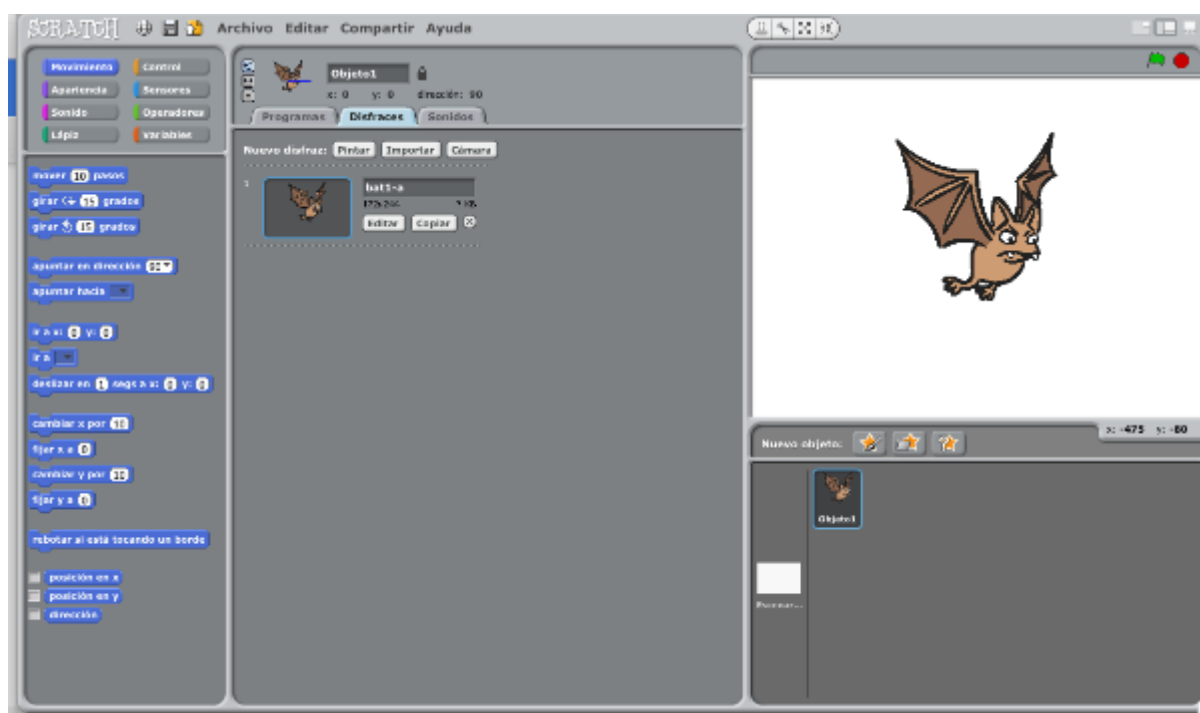 SCRATCH Archivo Editar Compartir Ayuda
Movimiento Control
Apariencia Sensores
Sonido Operadores
Lápiz Variables
mover 10 pasos
girar 15 grados
girar 15 grados
apuntar en dirección 90
apuntar hacia
ir a x: 0 y: 0
ir a
deslizar en 1 segs a x: 0 y: 0
cambiar x por 10
fijar x a 0
cambiar y por 10
fijar y a 0
rebotar si está tocando un borde
posición en x
posición en y
dirección
Objeto1
x: 0 y: 0 dirección: 90
Programas Disfraces Sonidos
Nuevo disfraz: Pintar Importar Cámara
1
bat1-a
KB
Editar Copiar
x: -475 y: -80
Nuevo objeto:
Objeto1